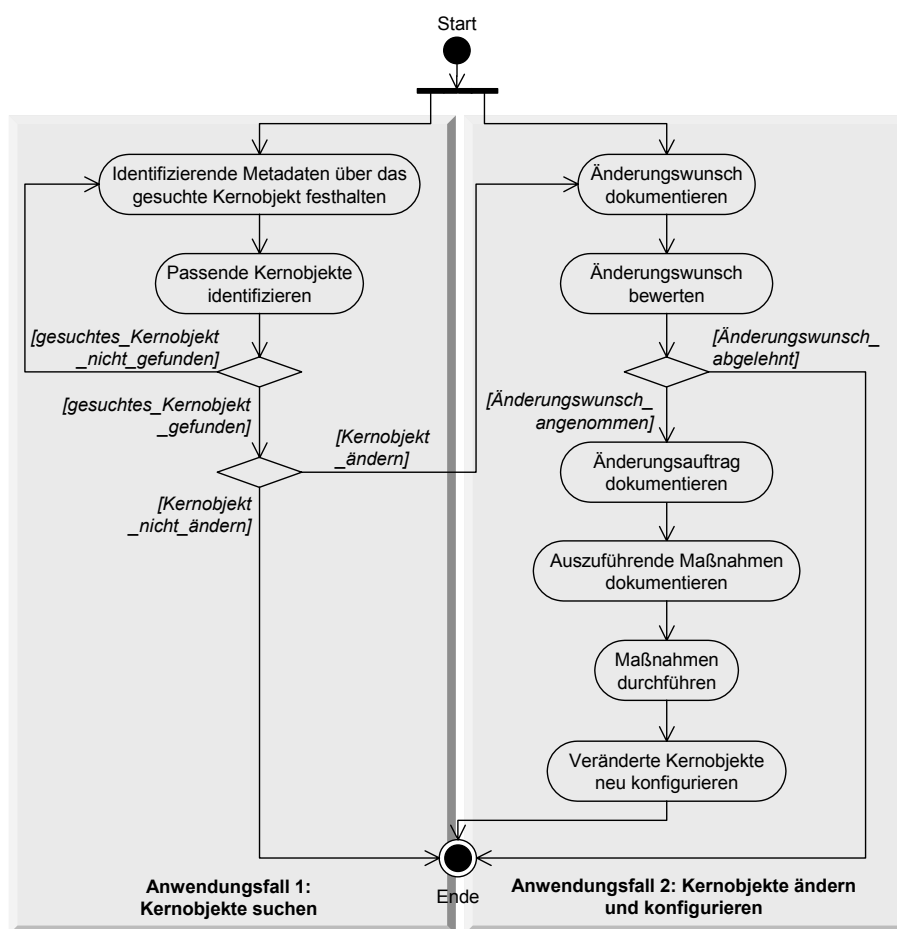 Start
Identifizierende Metadaten über das
gesuchte Kernobjekt festhalten
Passende Kernobjekte
identifizieren
[gesuchtes_Kernobjekt
_nicht_gefunden]
[gesuchtes_Kernobjekt
_gefunden]
[Kernobjekt
_ändern]
[Kernobjekt
_nicht_ändern]
Änderungswunsch
dokumentieren
Änderungswunsch
bewerten
[Änderungswunsch_
abgelehnt]
[Änderungswunsch_
angenommen]
Änderungsauftrag
dokumentieren
Auszuführende Maßnahmen
dokumentieren
Maßnahmen
durchführen
Veränderte Kernobjekte
neu konfigurieren
Ende
Anwendungsfall 1:
Kernobjekte suchen
Anwendungsfall 2: Kernobjekte ändern
und konfigurieren